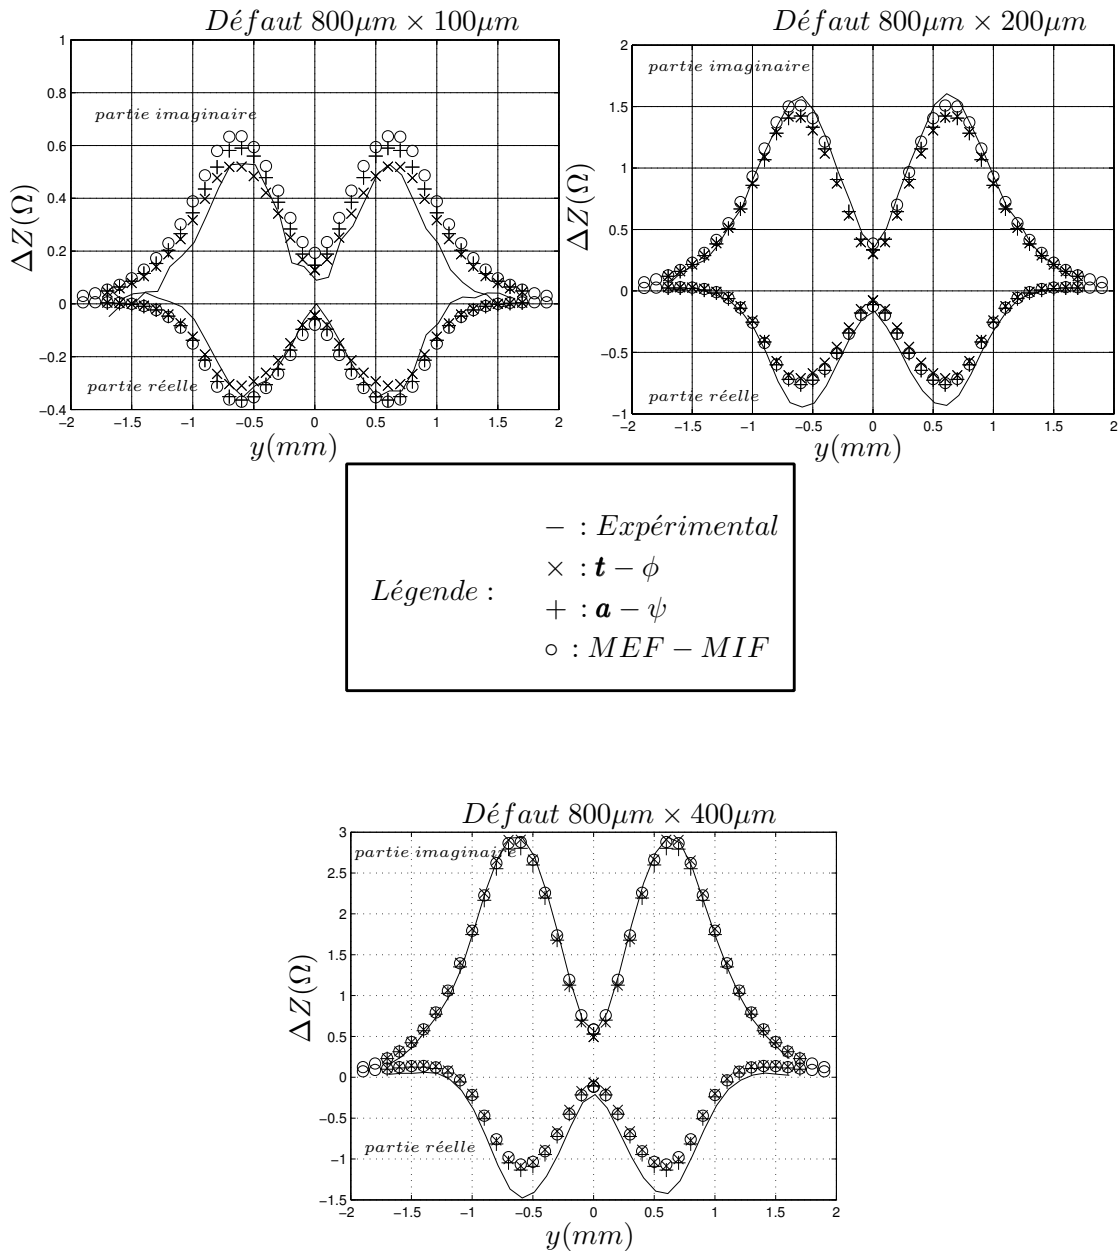 Défaut 800μm × 100μm
1
0.8
0.6
0.4
0.2
0
−0.2
−0.4
partie imaginaire
partie réelle
ΔZ(Ω)
−2 −1.5 −1 −0.5 0 0.5 1 1.5 2
y(mm)
Défaut 800μm × 200μm
2
1.5
1
0.5
0
−0.5
−1
partie imaginaire
partie réelle
ΔZ(Ω)
−2 −1.5 −1 −0.5 0 0.5 1 1.5 2
y(mm)
Légende :
− : Expérimental
× : t − ϕ
+ : a − ψ
○ : MEF − MIF
Défaut 800μm × 400μm
3
2.5
2
1.5
1
0.5
0
−0.5
−1
−1.5
partie imaginaire
partie réelle
ΔZ(Ω)
−2 −1.5 −1 −0.5 0 0.5 1 1.5 2
y(mm)